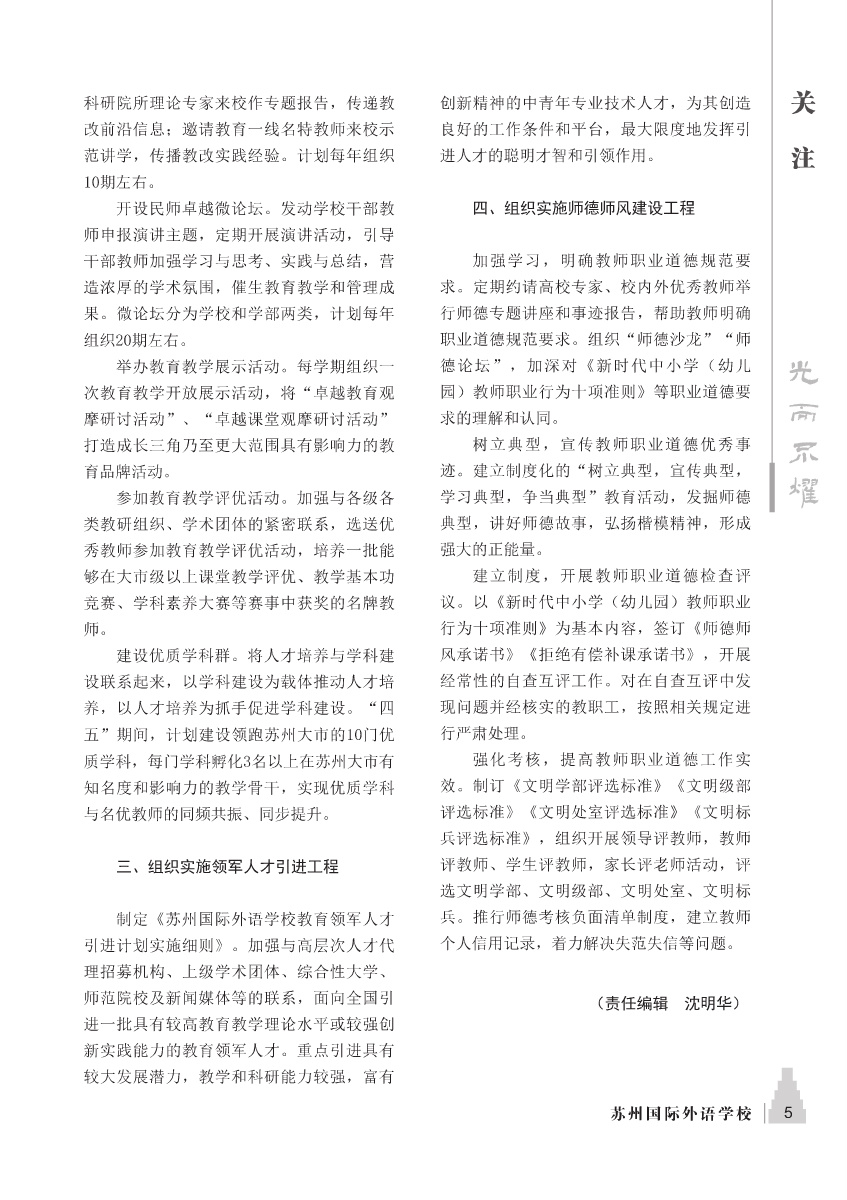 科研院所理论专家来校作专题报告，传递教
改前沿信息；邀请教育一线名特教师来校示
范讲学，传播教改实践经验。计划每年组织
10期左右。
开设民师卓越微论坛。发动学校干部教
师申报演讲主题，定期开展演讲活动，引导
干部教师加强学习与思考、实践与总结，营
造浓厚的学术氛围，催生教育教学和管理成
果。微论坛分为学校和学部两类，计划每年
组织20期左右。
举办教育教学展示活动。每学期组织一
次教育教学开放展示活动，将“卓越教育观
摩研讨活动”、“卓越课堂观摩研讨活动”
打造成长三角乃至更大范围具有影响力的教
育品牌活动。
参加教育教学评优活动。加强与各级各
类教研组织、学术团体的紧密联系，选送优
秀教师参加教育教学评优活动，培养一批能
够在大市级以上课堂教学评优、教学基本功
竞赛、学科素养大赛等赛事中获奖的名牌教
师。
建设优质学科群。将人才培养与学科建
设联系起来，以学科建设为载体推动人才培
养，以人才培养为抓手促进学科建设。“四
五”期间，计划建设领跑苏州大市的10门优
质学科，每门学科孵化3名以上在苏州大市有
知名度和影响力的教学骨干，实现优质学科
与名优教师的同频共振、同步提升。
三、组织实施领军人才引进工程
制定《苏州国际外语学校教育领军人才
引进计划实施细则》。加强与高层次人才代
理招募机构、上级学术团体、综合性大学、
师范院校及新闻媒体等的联系，面向全国引
进一批具有较高教育教学理论水平或较强创
新实践能力的教育领军人才。重点引进具有
较大发展潜力，教学和科研能力较强，富有
创新精神的中青年专业技术人才，为其创造
良好的工作条件和平台，最大限度地发挥引
进人才的聪明才智和引领作用。
四、组织实施师德师风建设工程
加强学习，明确教师职业道德规范要
求。定期约请高校专家、校内外优秀教师举
行师德专题讲座和事迹报告，帮助教师明确
职业道德规范要求。组织“师德沙龙”“师
德论坛”，加深对《新时代中小学（幼儿
园）教师职业行为十项准则》等职业道德要
求的理解和认同。
树立典型，宣传教师职业道德优秀事
迹。建立制度化的“树立典型，宣传典型，
学习典型，争当典型”教育活动，发掘师德
典型，讲好师德故事，弘扬楷模精神，形成
强大的正能量。
建立制度，开展教师职业道德检查评
议。以《新时代中小学（幼儿园）教师职业
行为十项准则》为基本内容，签订《师德师
风承诺书》《拒绝有偿补课承诺书》，开展
经常性的自查互评工作。对在自查互评中发
现问题并经核实的教职工，按照相关规定进
行严肃处理。
强化考核，提高教师职业道德工作实
效。制订《文明学部评选标准》《文明级部
评选标准》《文明处室评选标准》《文明标
兵评选标准》，组织开展领导评教师，教师
评教师、学生评教师，家长评老师活动，评
选文明学部、文明级部、文明处室、文明标
兵。推行师德考核负面清单制度，建立教师
个人信用记录，着力解决失范失信等问题。
（责任编辑　沈明华）
关注
光而不耀
苏州国际外语学校
5